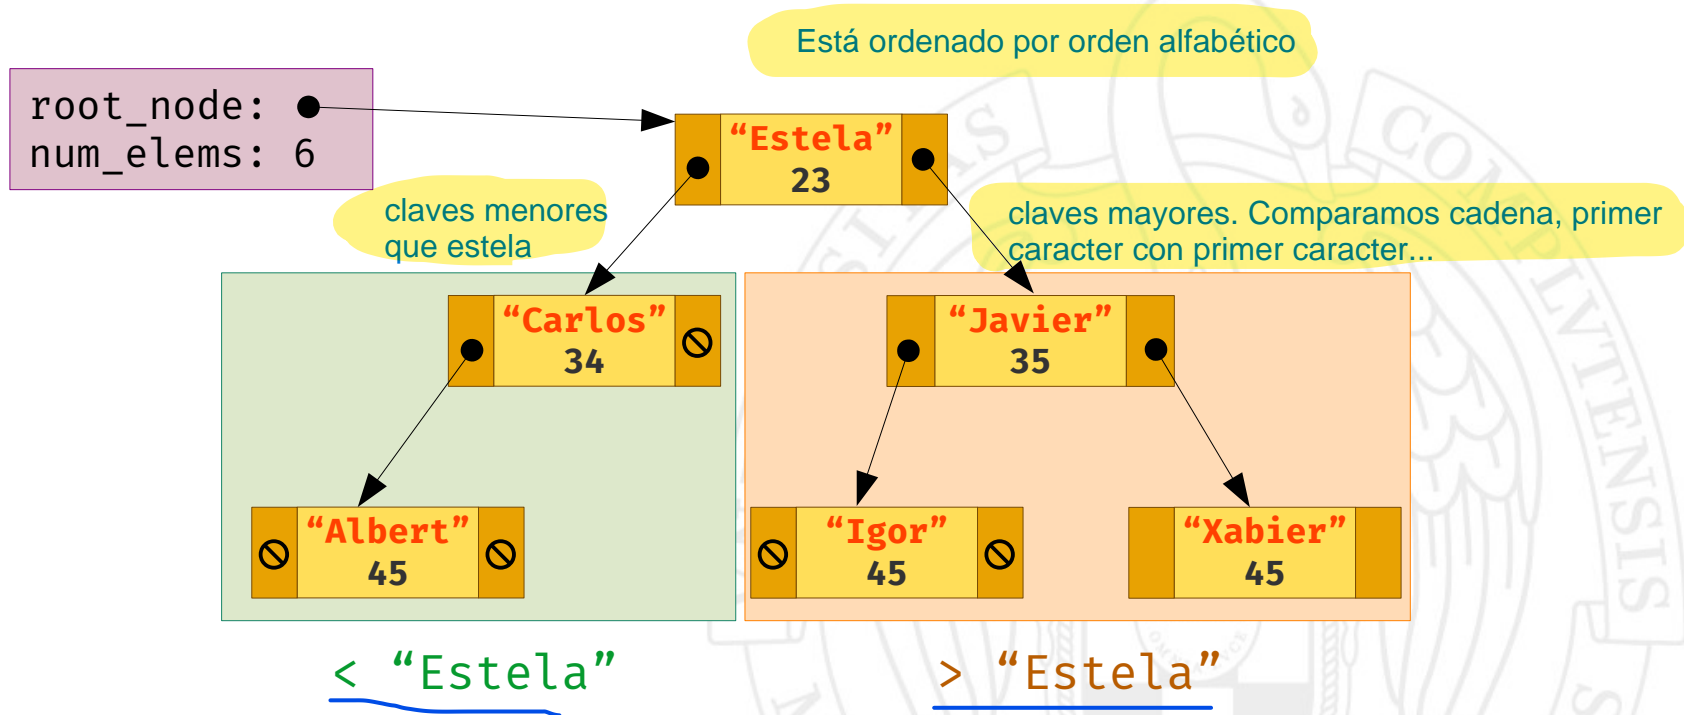 Está ordenado por orden alfabético
root_node:
num_elems: 6
“Estela”
23
claves menores
que estela
claves mayores. Comparamos cadena, primer
caracter con primer caracter...
“Carlos”
34
“Javier”
35
“Albert”
45
“Igor”
45
“Xabier”
45
< “Estela”
> “Estela”